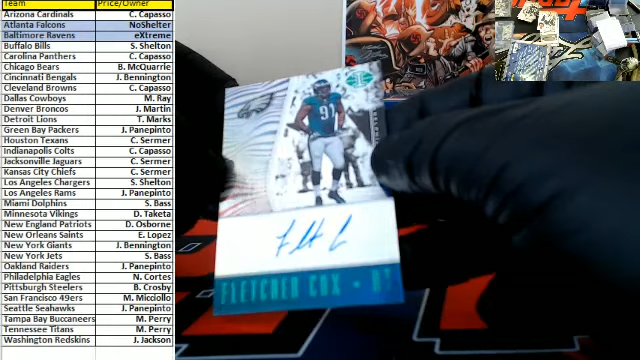 Team Price/Owner
Arizona Cardinals C. Capasso
Atlanta Falcons NoShelter
Baltimore Ravens eXtreme
Buffalo Bills S. Shelton
Carolina Panthers C. Capasso
Chicago Bears B. McQuarrie
Cincinnati Bengals J. Bennington
Cleveland Browns C. Capasso
Dallas Cowboys M. Ray
Denver Broncos J. Martin
Detroit Lions T. Marks
Green Bay Packers J. Panepinto
Houston Texans C. Sermer
Indianapolis Colts C. Capasso
Jacksonville Jaguars C. Sermer
Kansas City Chiefs C. Sermer
Los Angeles Chargers S. Shelton
Los Angeles Rams J. Panepinto
Miami Dolphins S. Bass
Minnesota Vikings D. Taketa
New England Patriots D. Osborne
New Orleans Saints E. Lopez
New York Giants J. Bennington
New York Jets S. Bass
Oakland Raiders J. Panepinto
Philadelphia Eagles N. Cortes
Pittsburgh Steelers B. Crosby
San Francisco 49ers M. Micciollo
Seattle Seahawks J. Panepinto
Tampa Bay Buccaneers M. Perry
Tennessee Titans M. Perry
Washington Redskins J. Jackson
91
FLETCHER COX • DT